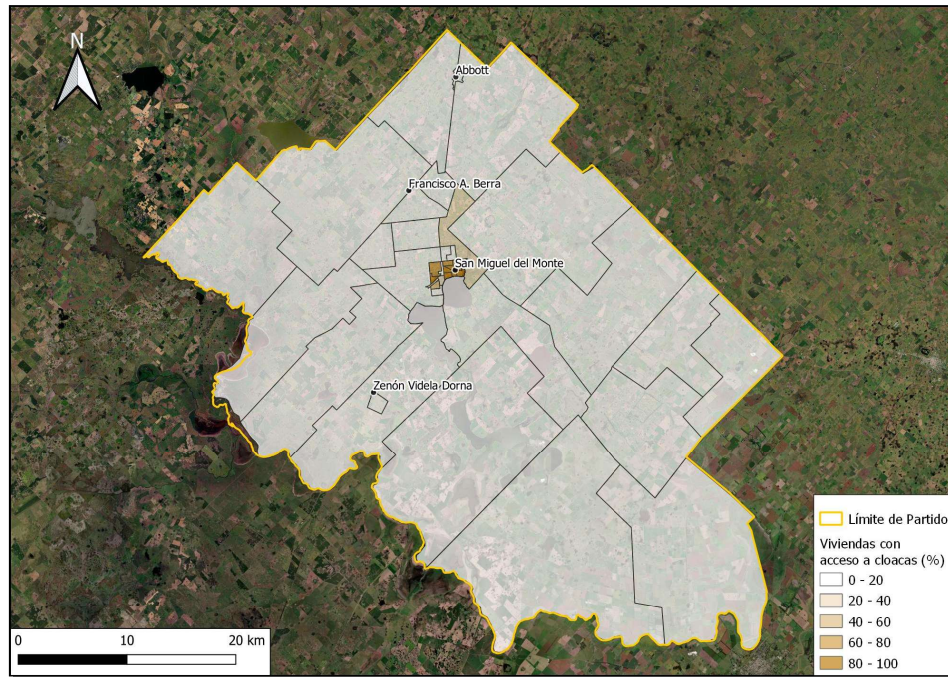 N
Abbott
Francisco A. Berra
San Miguel del Monte
Zenón Videla Dorna
Límite de Partido
Viviendas con
acceso a cloacas (%)
0 - 20
20 - 40
40 - 60
60 - 80
80 - 100
0 10 20 km